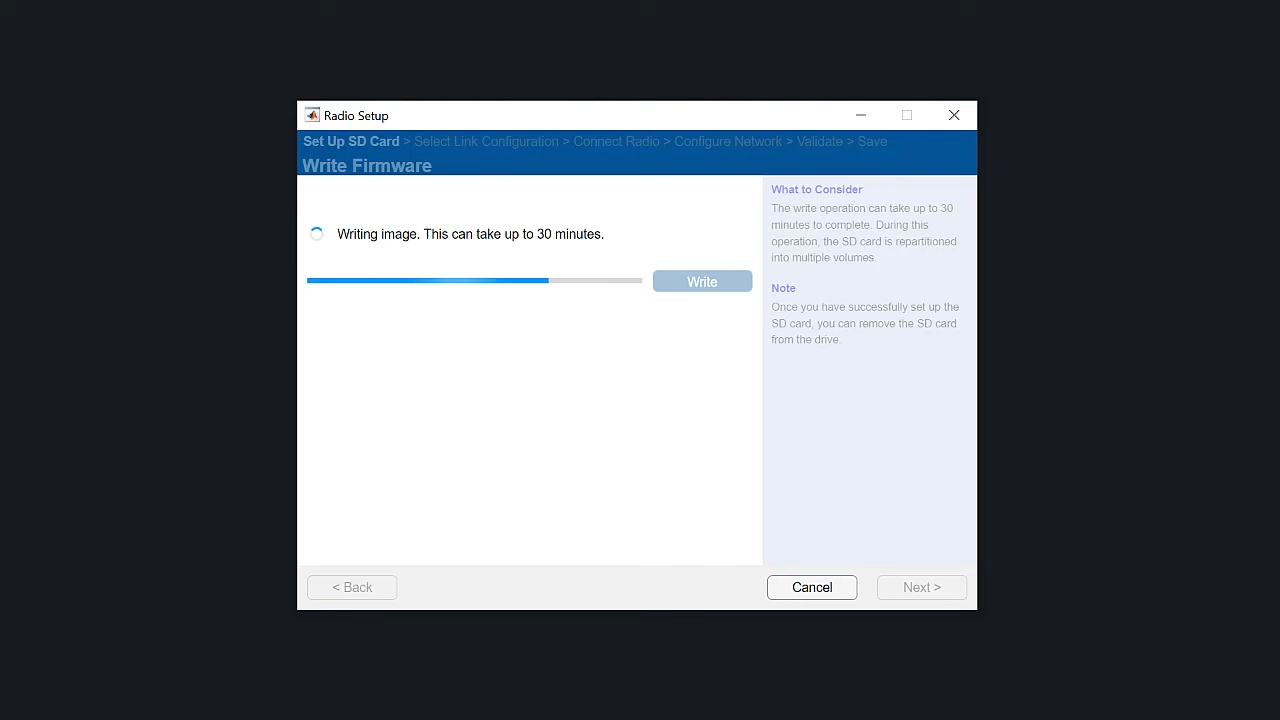 Radio Setup
Set Up SD Card > Select Link Configuration > Connect Radio > Configure Network > Validate > Save
Write Firmware
Writing image. This can take up to 30 minutes.
Write
What to Consider
The write operation can take up to 30
minutes to complete. During this
operation, the SD card is repartitioned
into multiple volumes.
Note
Once you have successfully set up the
SD card, you can remove the SD card
from the drive.
< Back
Cancel
Next >